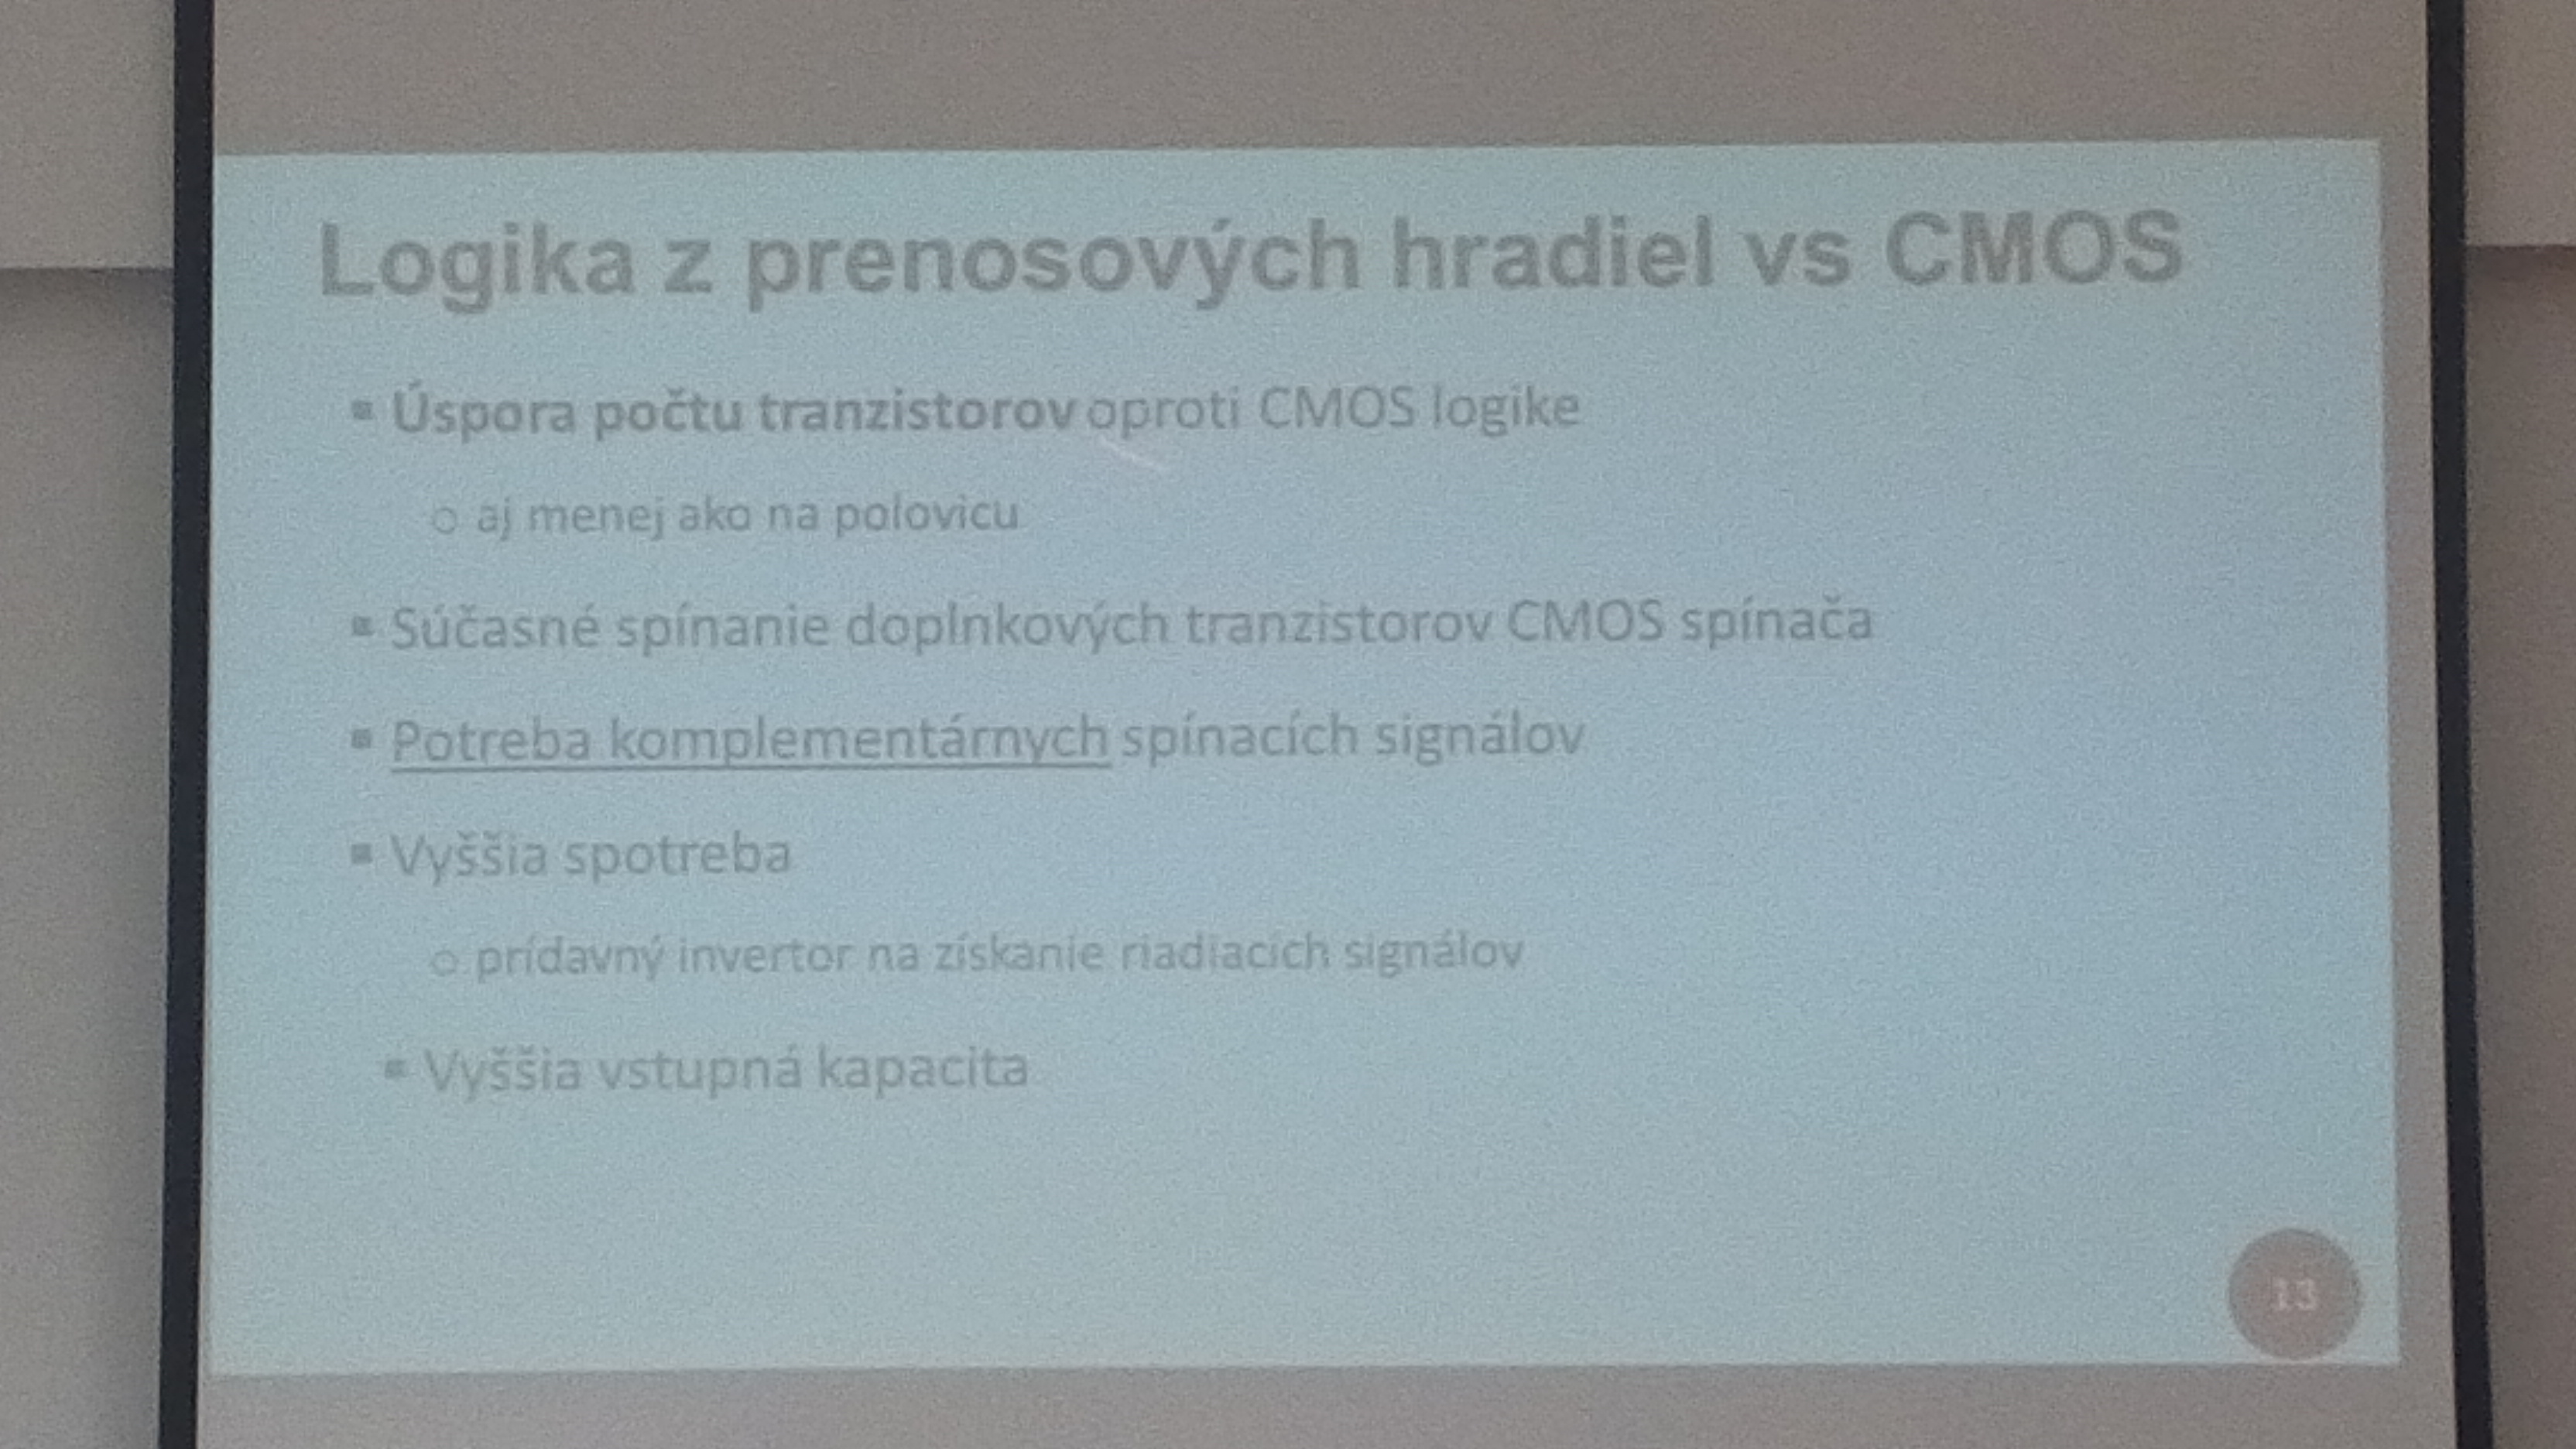 Logika z prenosových hradiel vs CMOS
▪ Úspora počtu tranzistorov oproti CMOS logike
o aj menej ako na polovicu
▪ Súčasné spínanie doplnkových tranzistorov CMOS spínača
▪ Potreba komplementárnych spínacích signálov
▪ Vyššia spotreba
o prídavný invertor na získanie riadiacich signálov
▪ Vyššia vstupná kapacita
13